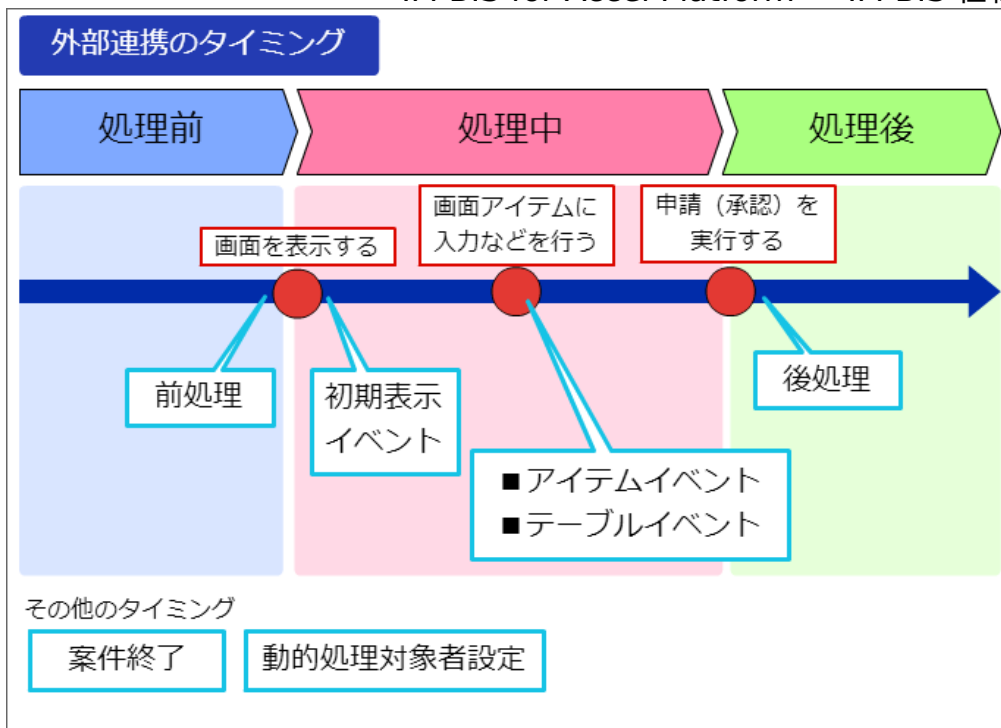 外部連携のタイミング
処理前
処理中
処理後
画面を表示する
画面アイテムに
入力などを行う
申請（承認）を
実行する
前処理
初期表示
イベント
■アイテムイベント
■テーブルイベント
後処理
その他のタイミング
案件終了
動的処理対象者設定